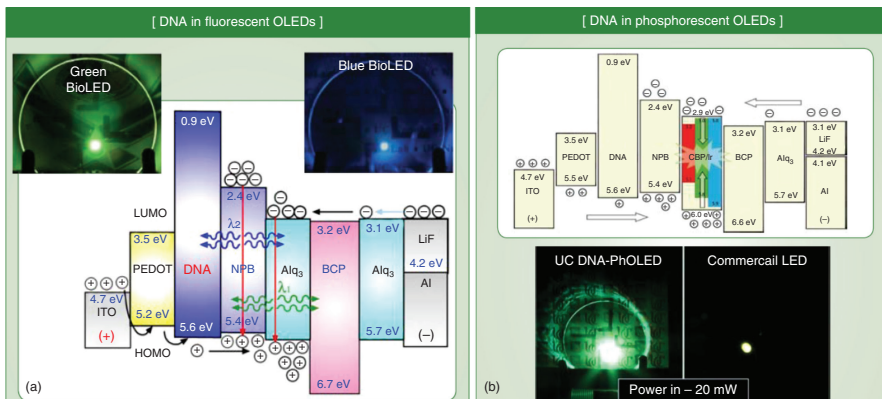 [ DNA in fluorescent OLEDs ]
Green
BioLED
Blue BioLED
0.9 eV
LUMO
2.4 eV
λ2
3.5 eV
PEDOT
DNA
NPB
Alq3
3.2 eV
BCP
3.1 eV
Alq3
LiF
4.2 eV
Al
(–)
4.7 eV
ITO
(+)
λ1
5.2 eV
5.6 eV
5.4 eV
5.7 eV
HOMO
6.7 eV
(a)
[ DNA in phosphorescent OLEDs ]
0.9 eV
2.4 eV
2.9 eV
3.5 eV
PEDOT
5.5 eV
DNA
NPB
CBP/Ir
3.2 eV
BCP
3.1 eV
Alq3
3.1 eV
LiF
4.2 eV
4.1 eV
Al
(–)
4.7 eV
ITO
(+)
5.6 eV
5.4 eV
5.7 eV
6.0 eV
6.6 eV
UC DNA-PhOLED
Commercail LED
Power in – 20 mW
(b)